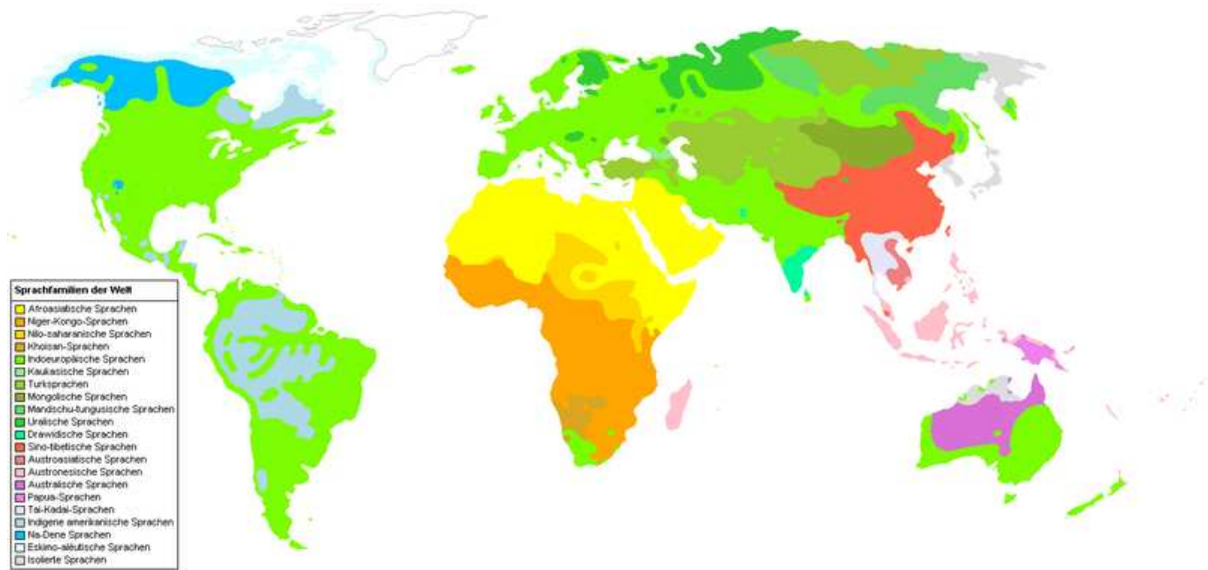 Sprachfamilien der Welt
Afroasiatische Sprachen
Niger-Kongo-Sprachen
Nilo-saharanische Sprachen
Khoisan-Sprachen
Indoeuropäische Sprachen
Kaukasische Sprachen
Turksprachen
Mongolische Sprachen
Mandschu-tungusische Sprachen
Uralische Sprachen
Drawidische Sprachen
Sino-tibetische Sprachen
Austroasiatische Sprachen
Austronesische Sprachen
Australische Sprachen
Papua-Sprachen
Tai-Kadai-Sprachen
Indigene amerikanische Sprachen
Na-Dene Sprachen
Eskimo-aleutische Sprachen
Isolierte Sprachen